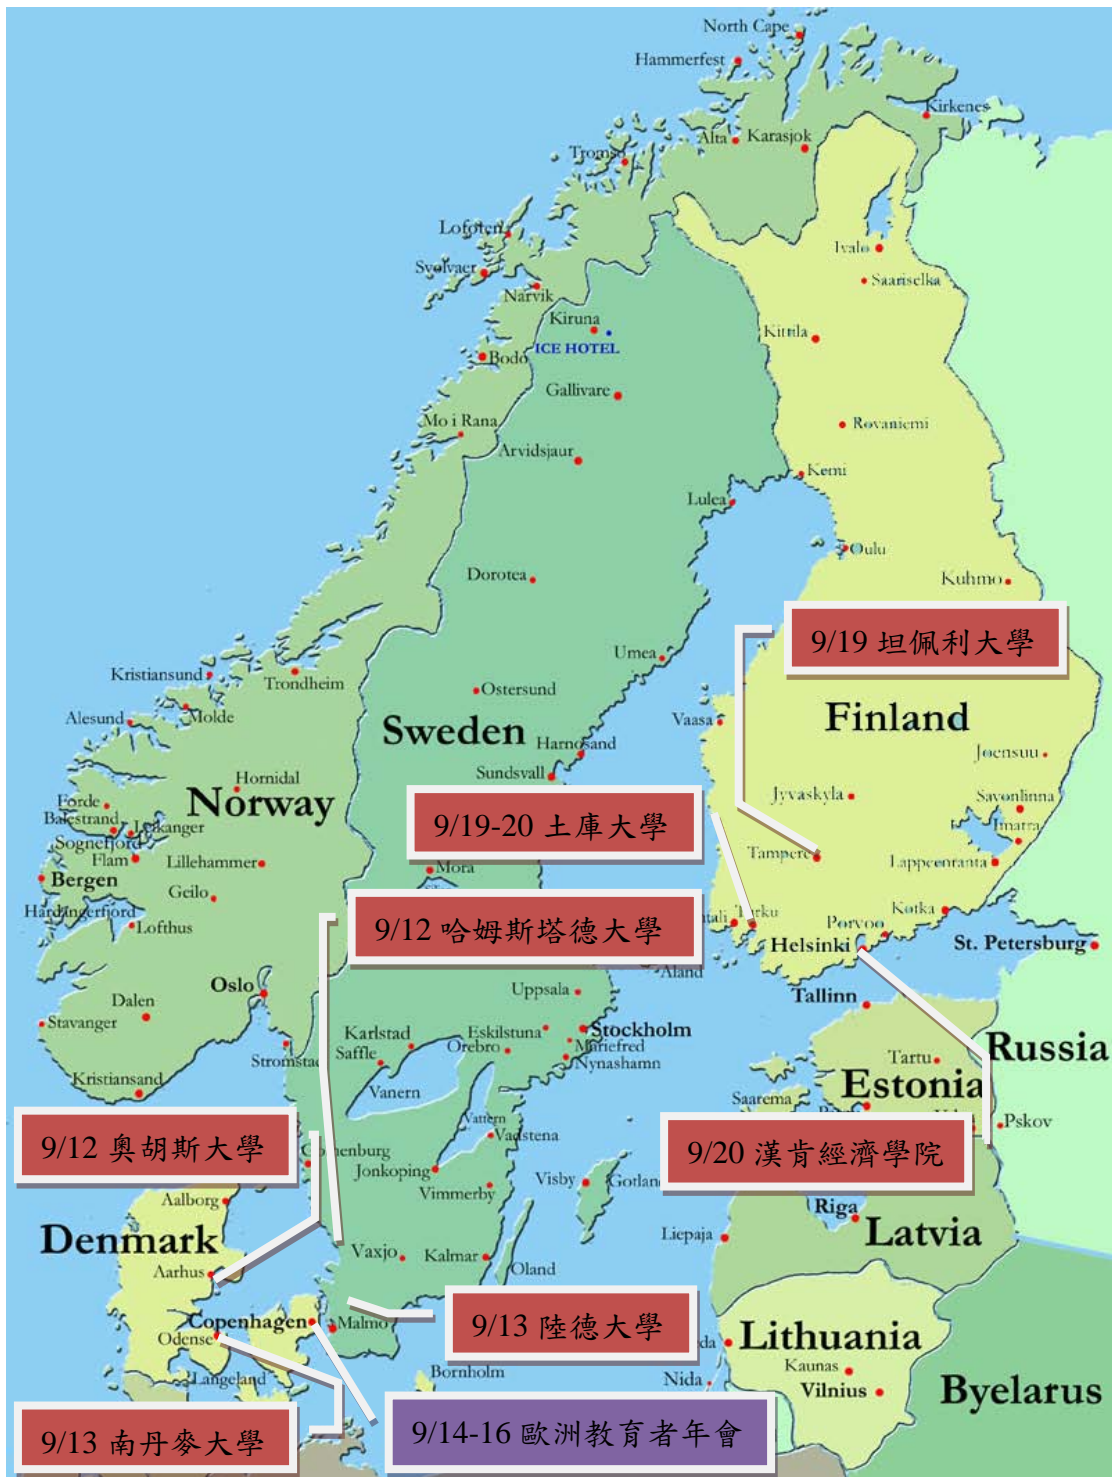 North Cape
Hammerfest
Kirkenes
Alta
Karasjok
Tromso
Lofoten
Ivalo
Svolvaer
Saariselka
Narvik
Kiruna
ICE HOTEL
Kittila
Bodo
Gallivare
Mo i Rana
Rovaniemi
Arvidsjaur
Kemi
Lulea
Oulu
Dorotea
Kuhmo
9/19 坦佩利大學
Umea
Kristiansund
Trondheim
Ostersund
Molde
Alesund
Vaasa
Finland
Sweden
Harnosand
Joensuu
Sundsvall
Hornidal
Norway
Jyvaskyla
Savonlinna
Forde
Balestrand
Leikanger
9/19-20 土庫大學
Imatra
Sognefjord
Flam
Lillehammer
Tampere
Lappeenranta
Mora
Bergen
Geilo
Hardangerfjord
Lofthus
9/12 哈姆斯塔德大學
tali
Turku
Kotka
Porvoo
Helsinki
St. Petersburg
Aland
Oslo
Uppsala
Tallinn
Dalen
Stavanger
Karlstad
Eskilstuna
Stockholm
Stromstad
Saffle
Orebro
Mariefred
Nynashamn
Russia
Tartu
Kristiansand
Vanern
Saarema
Estonia
Vattern
Vadstena
Pskov
9/12 奧胡斯大學
Gothenburg
Jonkoping
9/20 漢肯經濟學院
Vimmerby
Visby
Gotland
Aalborg
Riga
Denmark
Liepaja
Latvia
Vaxjo
Kalmar
Aarhus
Oland
Copenhagen
Malmo
9/13 陸德大學
Odense
eda
Lithuania
Kaunas
Langeland
Bornholm
Nida
Vilnius
Byelarus
9/13 南丹麥大學
9/14-16 歐洲教育者年會